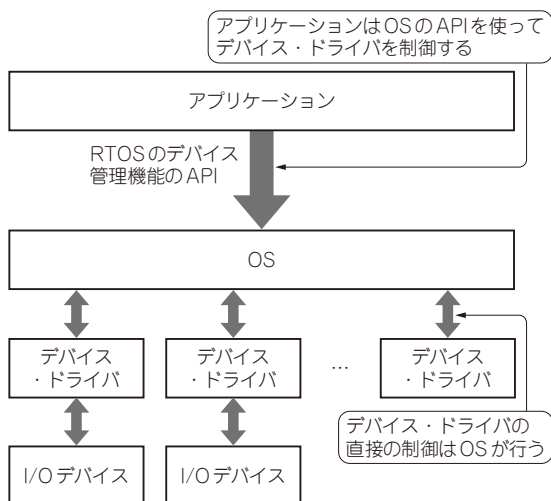 アプリケーションはOSのAPIを使って
デバイス・ドライバを制御する
アプリケーション
RTOSのデバイス
管理機能のAPI
OS
デバイス
・ドライバ
デバイス
・ドライバ
…
デバイス
・ドライバ
I/Oデバイス
I/Oデバイス
デバイス・ドライバの
直接の制御はOSが行う